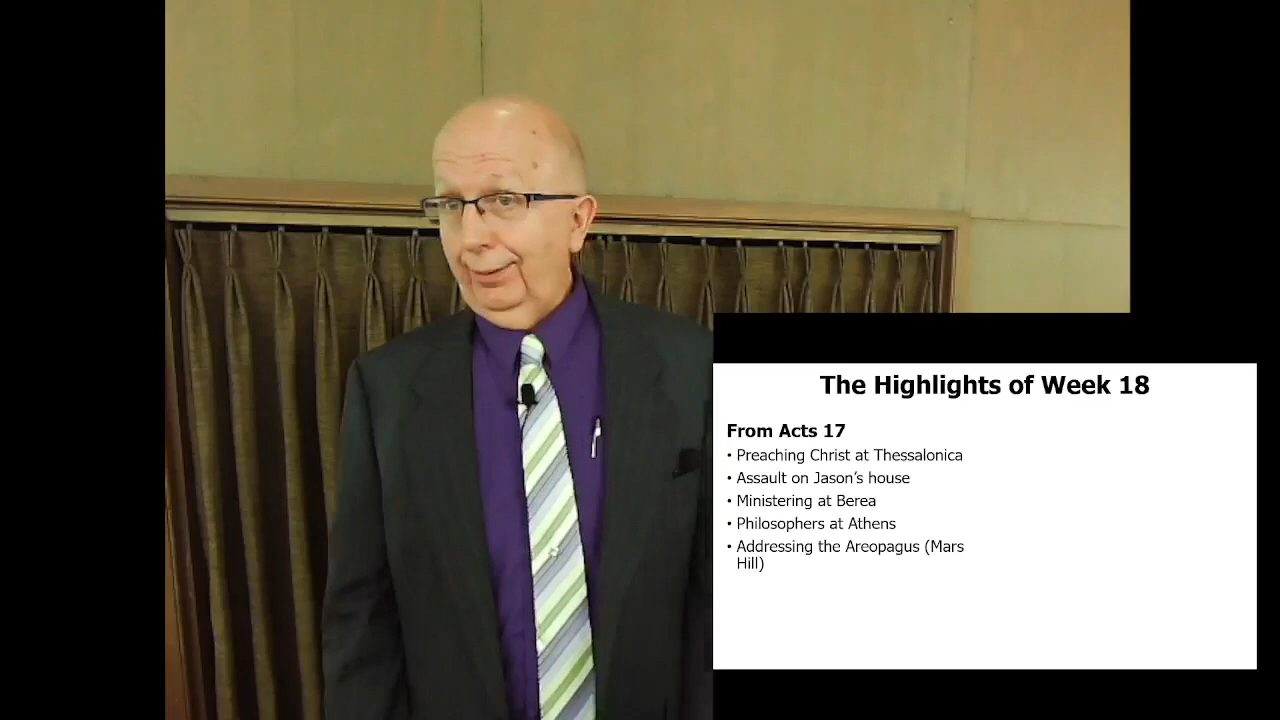 The Highlights of Week 18
From Acts 17
• Preaching Christ at Thessalonica
• Assault on Jason’s house
• Ministering at Berea
• Philosophers at Athens
• Addressing the Areopagus (Mars
Hill)